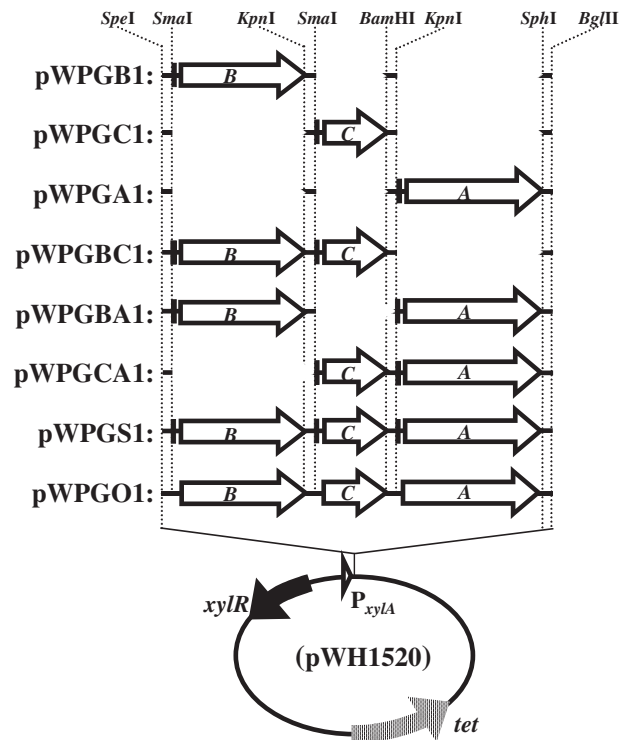 SpeI SmaI KpnI SmaI BamHI KpnI SphI BglII
pWPGB1: B
pWPGC1: C
pWPGA1: A
pWPGBC1: B C
pWPGBA1: B A
pWPGCA1: C A
pWPGS1: B C A
pWPGO1: B C A
xylR PxylA
(pWH1520)
tet